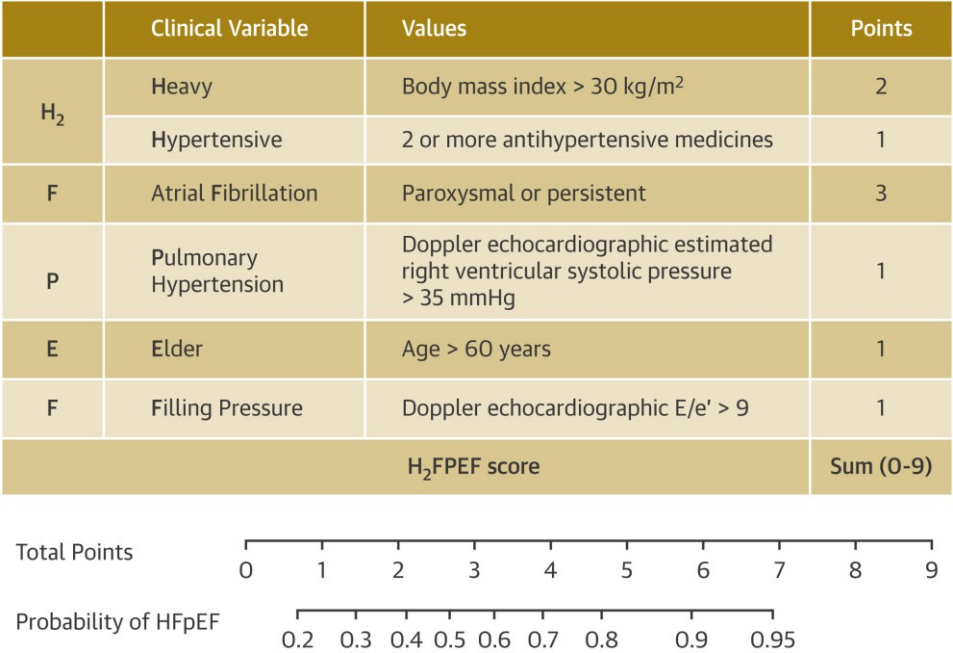 Clinical Variable Values Points
H₂ Heavy Body mass index > 30 kg/m² 2
Hypertensive 2 or more antihypertensive medicines 1
F Atrial Fibrillation Paroxysmal or persistent 3
P Pulmonary Hypertension Doppler echocardiographic estimated
right ventricular systolic pressure
> 35 mmHg 1
E Elder Age > 60 years 1
F Filling Pressure Doppler echocardiographic E/e′ > 9 1
H₂FPEF score Sum (0-9)
Total Points 0 1 2 3 4 5 6 7 8 9
Probability of HFpEF 0.2 0.3 0.4 0.5 0.6 0.7 0.8 0.9 0.95